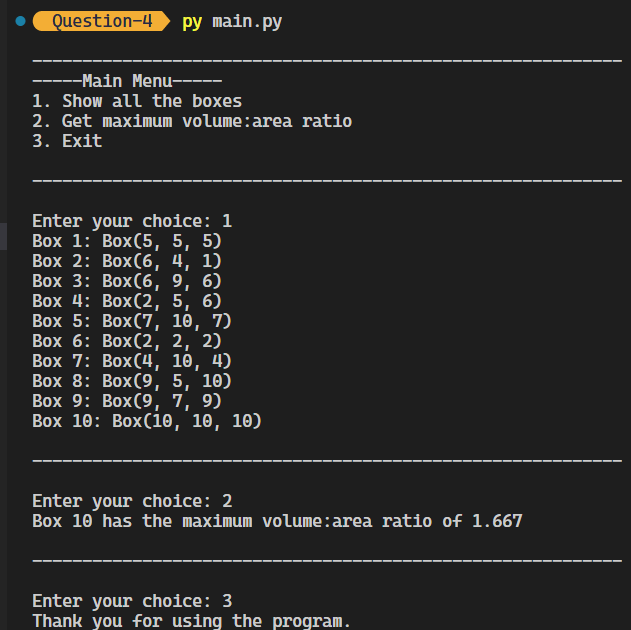 Question-4 py main.py
-----------------------------------------------------------
-----Main Menu-----
1. Show all the boxes
2. Get maximum volume:area ratio
3. Exit
-----------------------------------------------------------
Enter your choice: 1
Box 1: Box(5, 5, 5)
Box 2: Box(6, 4, 1)
Box 3: Box(6, 9, 6)
Box 4: Box(2, 5, 6)
Box 5: Box(7, 10, 7)
Box 6: Box(2, 2, 2)
Box 7: Box(4, 10, 4)
Box 8: Box(9, 5, 10)
Box 9: Box(9, 7, 9)
Box 10: Box(10, 10, 10)
-----------------------------------------------------------
Enter your choice: 2
Box 10 has the maximum volume:area ratio of 1.667
-----------------------------------------------------------
Enter your choice: 3
Thank you for using the program.